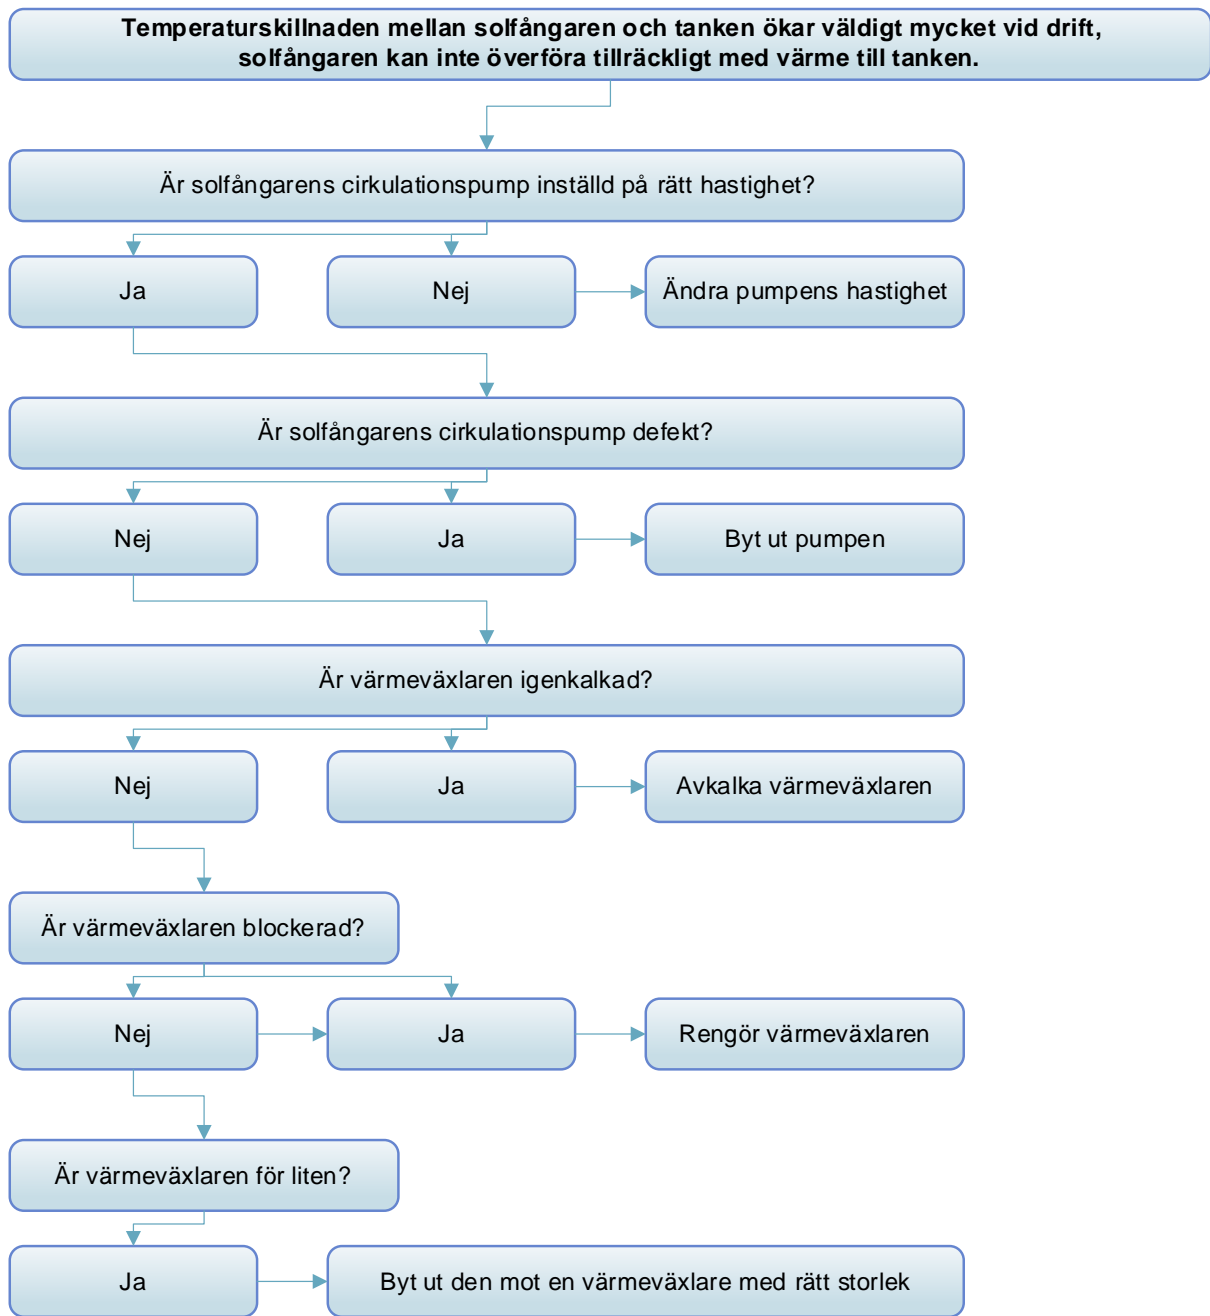 Temperaturskillnaden mellan solfångaren och tanken ökar väldigt mycket vid drift,
solfångaren kan inte överföra tillräckligt med värme till tanken.
Är solfångarens cirkulationspump inställd på rätt hastighet?
Ja
Nej
Ändra pumpens hastighet
Är solfångarens cirkulationspump defekt?
Nej
Ja
Byt ut pumpen
Är värmeväxlaren igenkalkad?
Nej
Ja
Avkalka värmeväxlaren
Är värmeväxlaren blockerad?
Nej
Ja
Rengör värmeväxlaren
Är värmeväxlaren för liten?
Ja
Byt ut den mot en värmeväxlare med rätt storlek